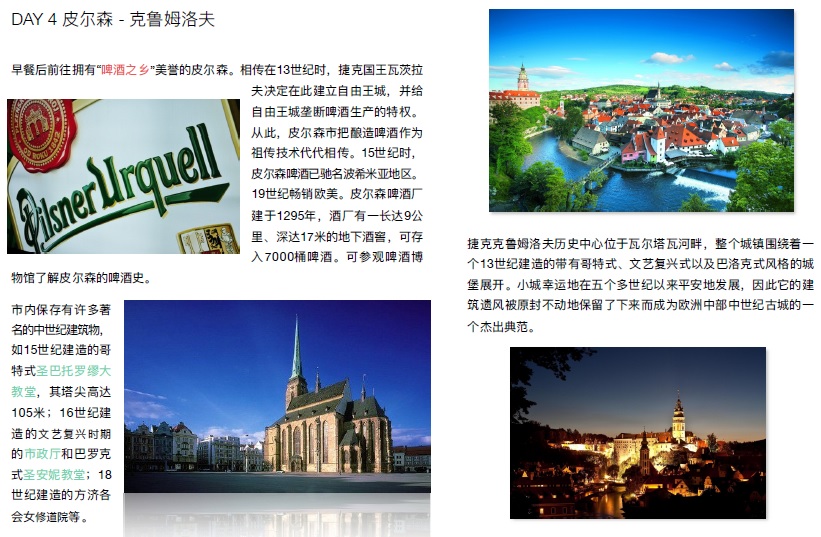 DAY 4 皮尔森 - 克鲁姆洛夫
早餐后前往拥有“啤酒之乡”美誉的皮尔森。相传在13世纪时，捷克国王瓦茨拉
夫决定在此建立自由王城，并给
自由王城垄断啤酒生产的特权。
从此，皮尔森市把酿造啤酒作为
祖传技术代代相传。15世纪时，
皮尔森啤酒已驰名波希米亚地区。
19世纪畅销欧美。皮尔森啤酒厂
建于1295年，酒厂有一长达9公
里、深达17米的地下酒窖，可存
入7000桶啤酒。可参观啤酒博
物馆了解皮尔森的啤酒史。
Pilsner Urquell
市内保存有许多著
名的中世纪建筑物，
如15世纪建造的哥
特式圣巴托罗缪大
教堂，其塔尖高达
105米；16世纪建
造的文艺复兴时期
的市政厅和巴罗克
式圣安妮教堂；18
世纪建造的方济各
会女修道院等。
捷克克鲁姆洛夫历史中心位于瓦尔塔瓦河畔，整个城镇围绕着一
个13世纪建造的带有哥特式、文艺复兴式以及巴洛克式风格的城
堡展开。小城幸运地在五个多世纪以来平安地发展，因此它的建
筑遗风被原封不动地保留了下来而成为欧洲中部中世纪古城的一
个杰出典范。